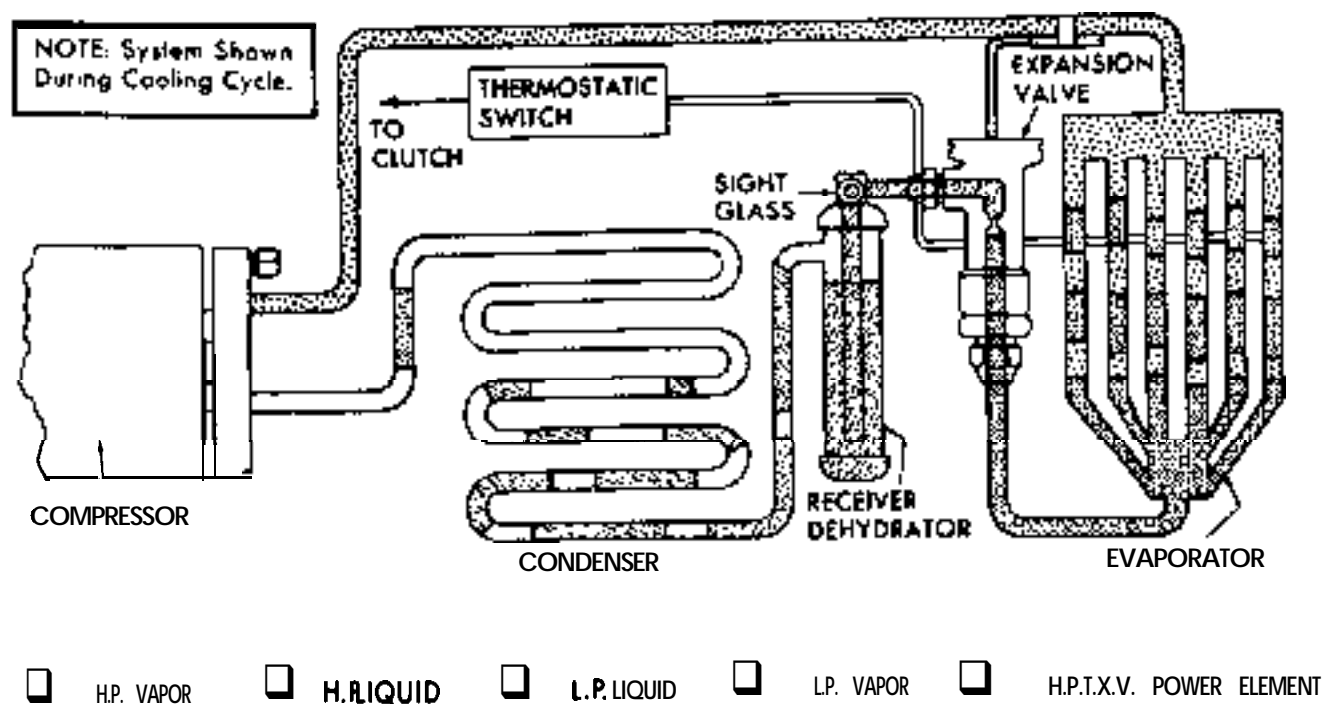 NOTE: System Shown
During Cooling Cycle.
THERMOSTATIC
SWITCH
TO
CLUTCH
EXPANSION
VALVE
SIGHT
GLASS
COMPRESSOR
CONDENSER
RECEIVER
DEHYDRATOR
EVAPORATOR
H.P. VAPOR
H.P.LIQUID
L.P. LIQUID
L.P. VAPOR
H.P.T.X.V. POWER ELEMENT